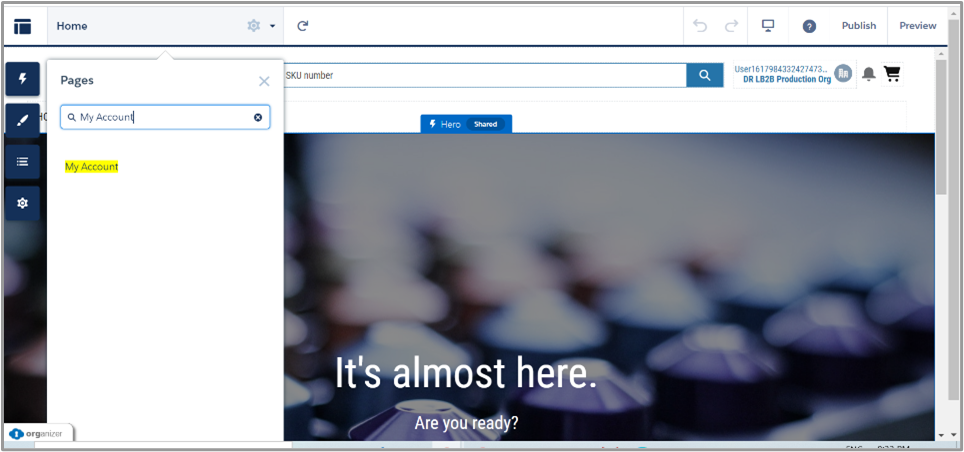 Home
Publish
Preview
Pages
SKU number
User1617984332427473...
DR LB2B Production Org
My Account
Hero Shared
My Account
It's almost here.
Are you ready?
organizer